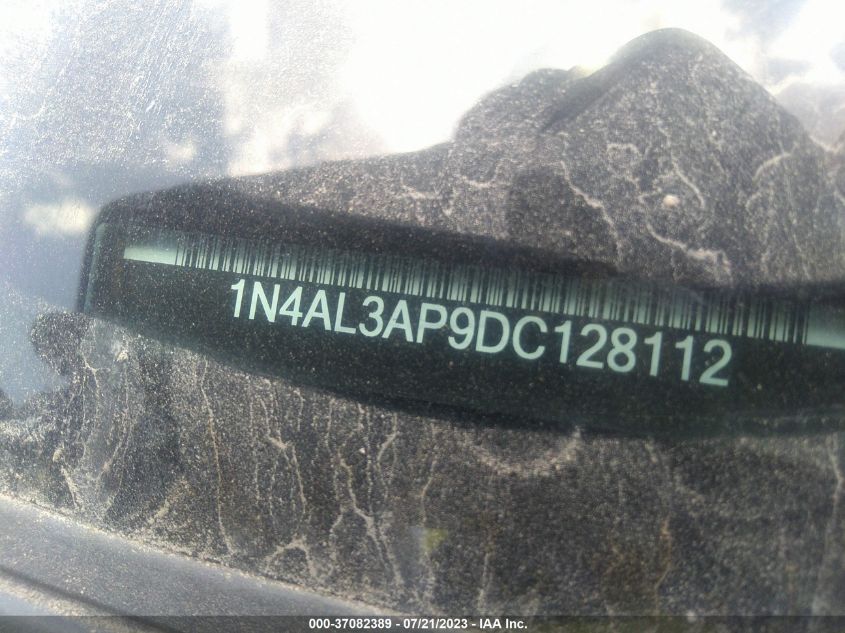 1N4AL3AP9DC128112
000-37082389 - 07/21/2023 - IAA Inc.